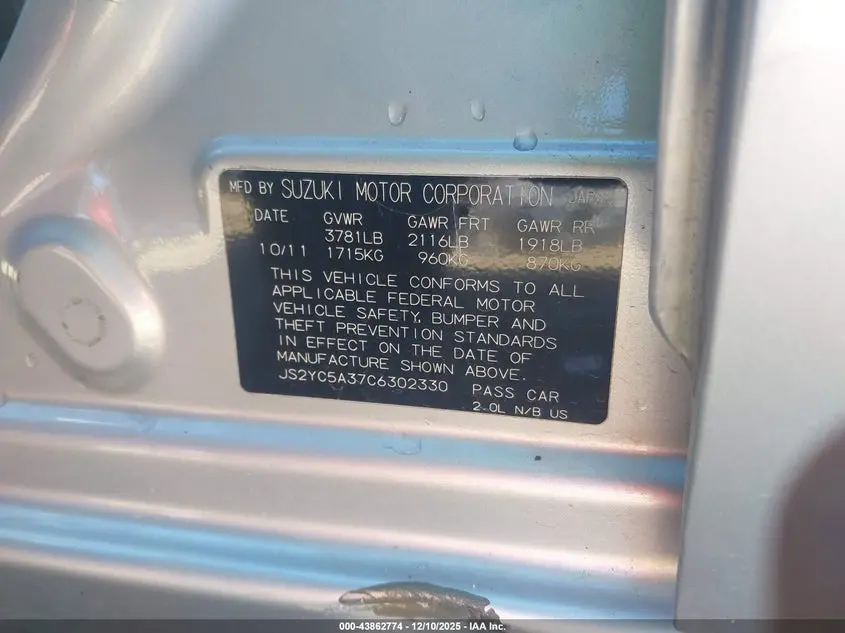 MFD BY SUZUKI MOTOR CORPORATION JAPAN
DATE GVWR GAWR FRT GAWR RR
3781LB 2116LB 1918LB
10/11 1715KG 960KG 870KG
THIS VEHICLE CONFORMS TO ALL
APPLICABLE FEDERAL MOTOR
VEHICLE SAFETY, BUMPER AND
THEFT PREVENTION STANDARDS
IN EFFECT ON THE DATE OF
MANUFACTURE SHOWN ABOVE.
JS2YC5A37C6302330 PASS CAR
2.0L N/B US
000-43862774 - 12/10/2025 - IAA Inc.